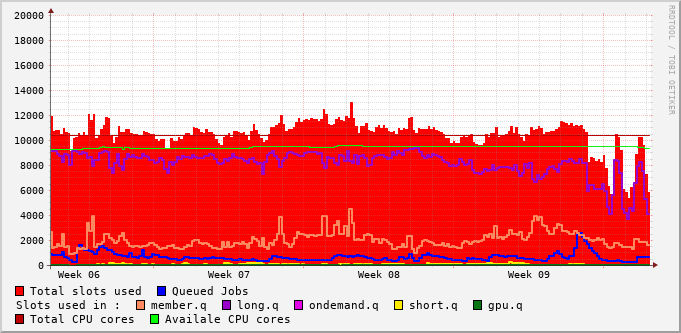 20000
18000
16000
14000
12000
10000
8000
6000
4000
2000
0
Week 06 Week 07 Week 08 Week 09
Total slots used Queued Jobs
Slots used in : member.q long.q ondemand.q short.q gpu.q
Total CPU cores Availale CPU cores
RRDTOOL / TOBI OETIKER